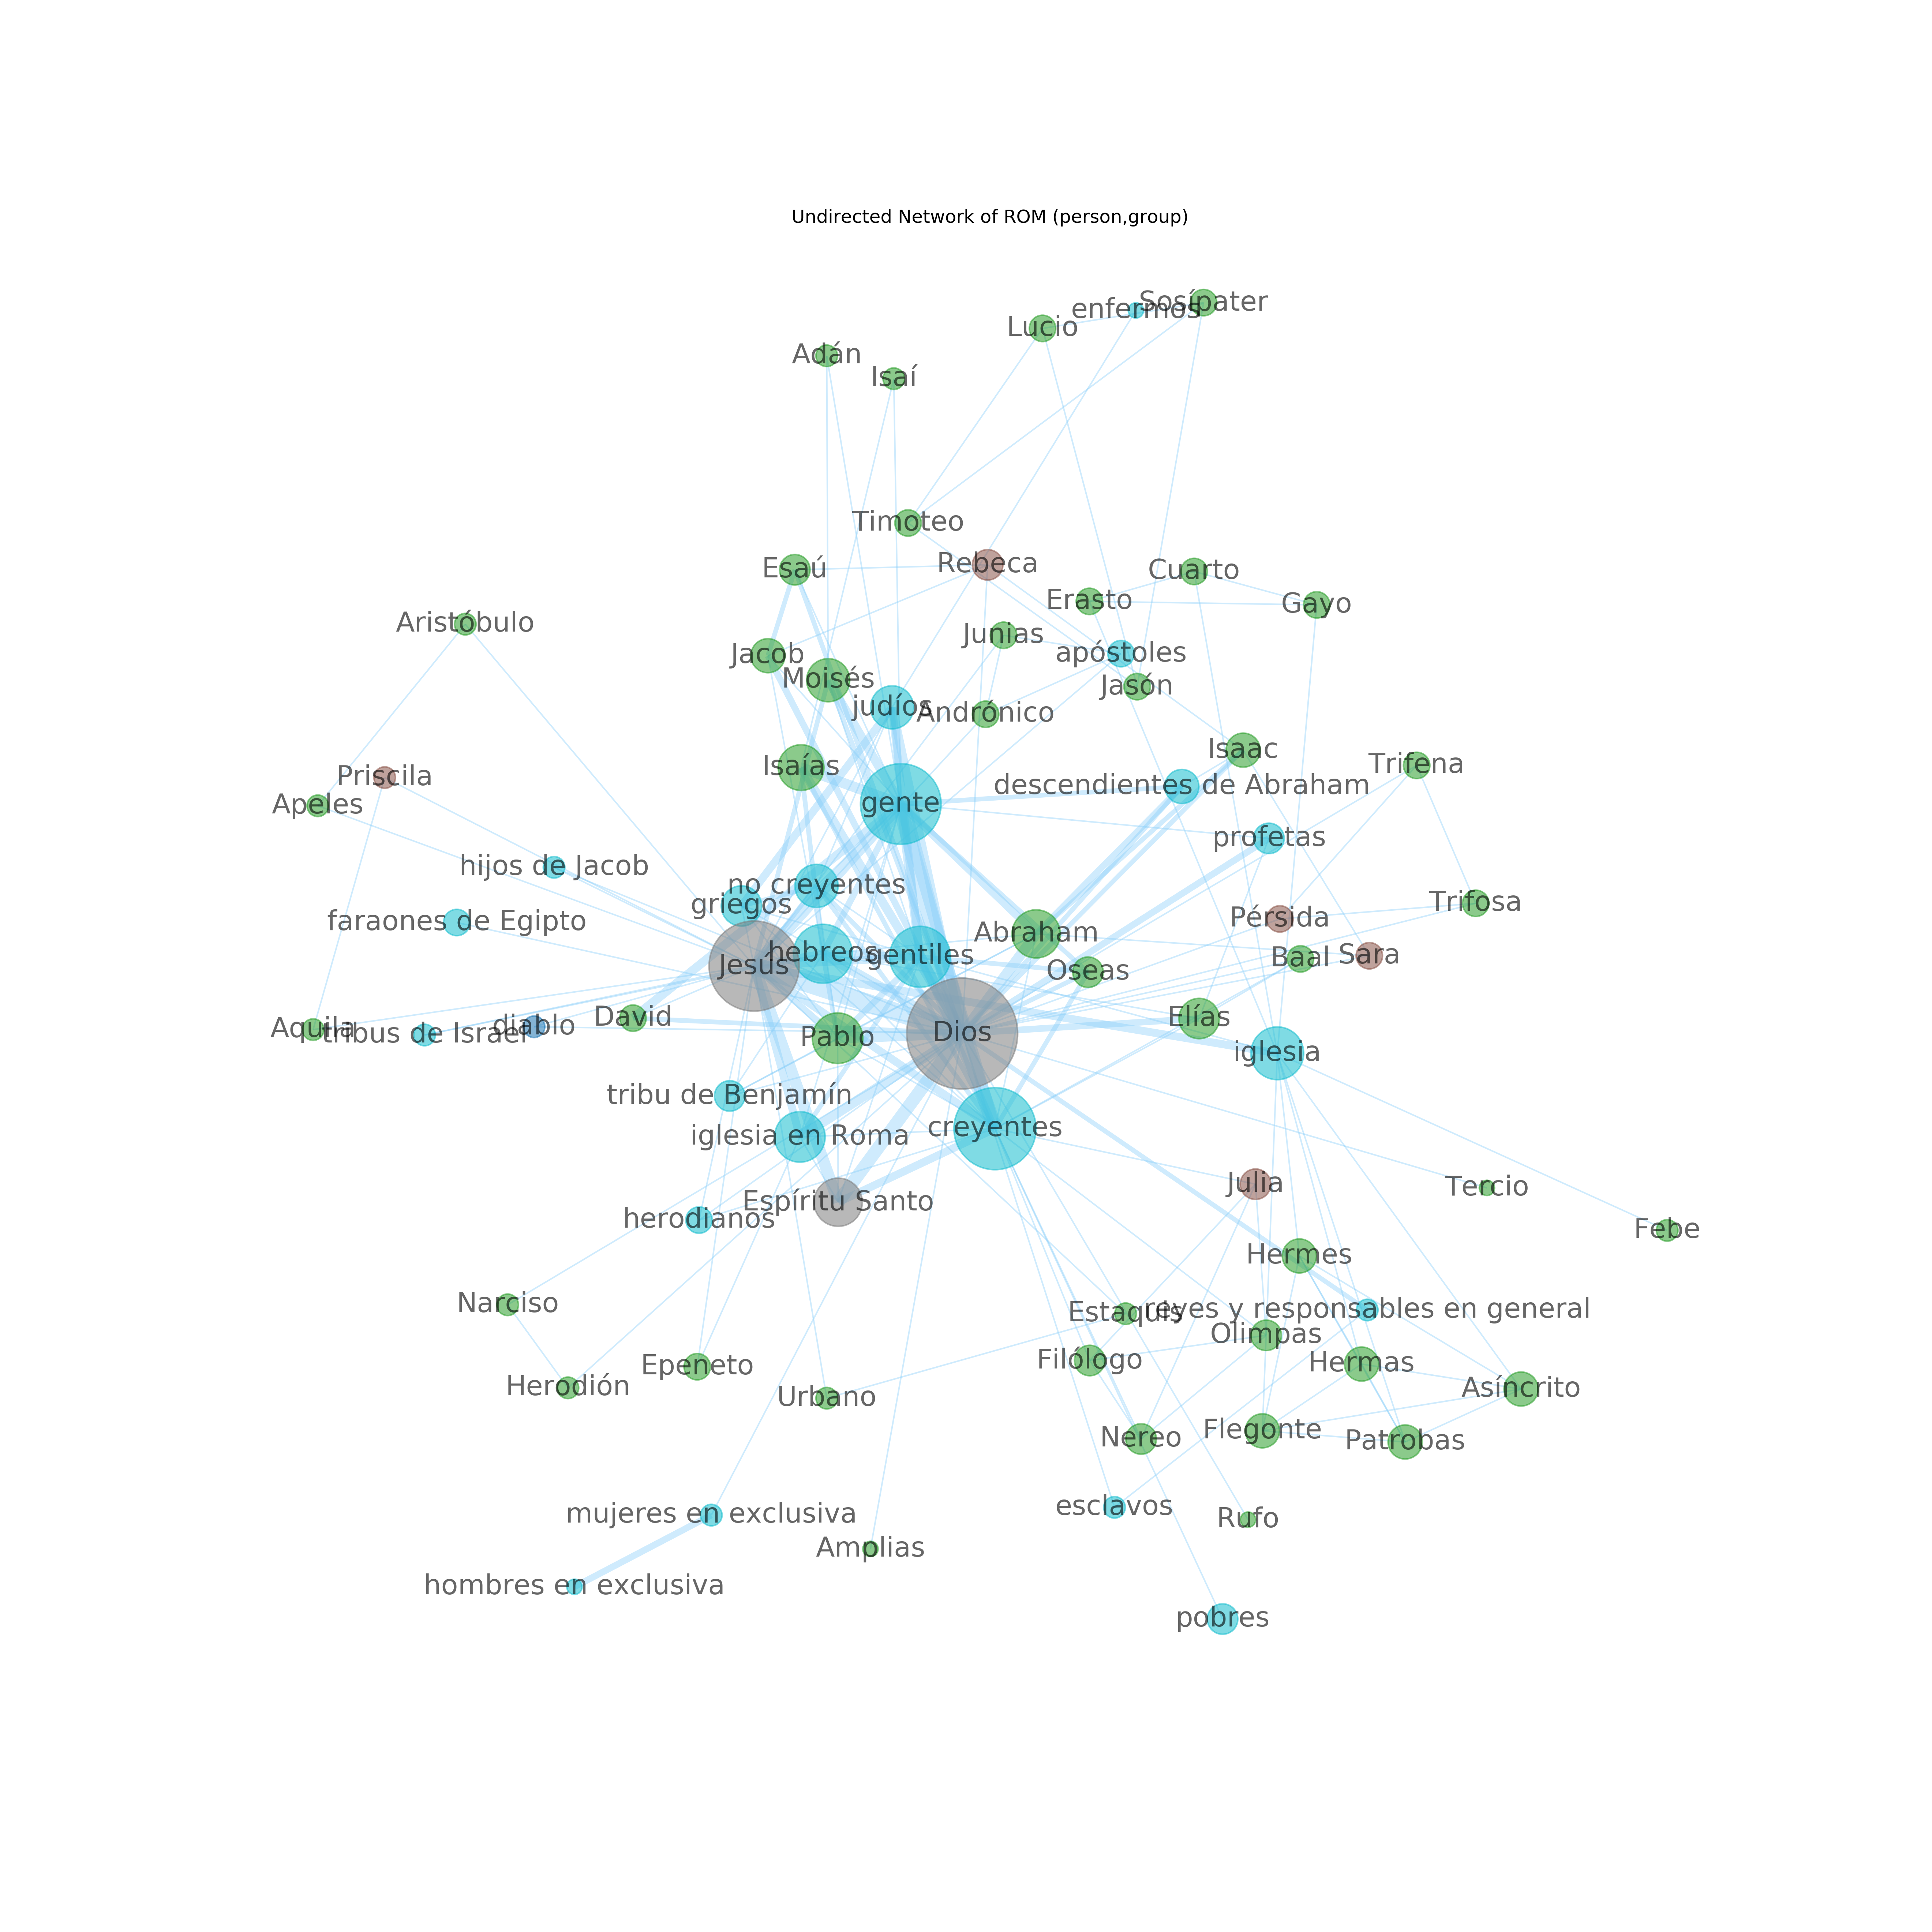 Undirected Network of ROM (person,group)
enfermos
Sosípater
Lucio
Adán
Isaí
Timoteo
Esaú
Rebeca
Cuarto
Erasto
Gayo
Aristóbulo
Junias
Jacob
apóstoles
Moisés
Jasón
judíos
Andrónico
Isaac
Isaías
Trifena
Priscila
descendientes de Abraham
Apeles
gente
profetas
hijos de Jacob
no creyentes
griegos
Trifosa
faraones de Egipto
Pérsida
Abraham
hebreos
gentiles
Baal
Sara
Jesús
Oseas
David
Elías
Aquila
tribus de Israel
diablo
Pablo
Dios
iglesia
tribu de Benjamín
creyentes
iglesia en Roma
Julia
Tercio
Espíritu Santo
herodianos
Febe
Hermes
Narciso
Estaquis
reyes y responsables en general
Olimpas
Filólogo
Hermas
Epeneto
Herodión
Asíncrito
Urbano
Flegonte
Nereo
Patrobas
esclavos
mujeres en exclusiva
Rufo
Amplias
hombres en exclusiva
pobres